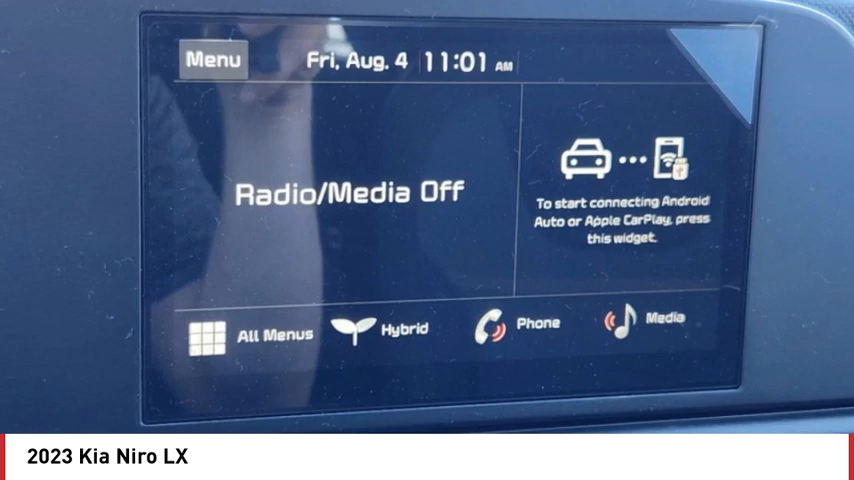 Menu
Fri, Aug. 4 11:01 AM
Radio/Media Off
To start connecting Android
Auto or Apple CarPlay, press
this widget.
All Menus
Hybrid
Phone
Media
2023 Kia Niro LX